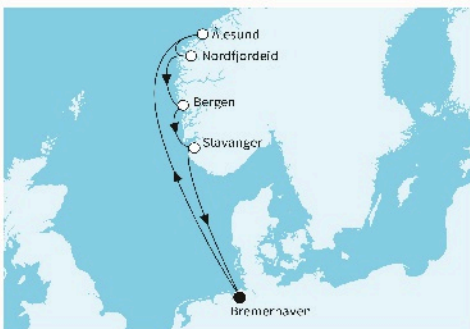 Ålesund
Nordfjordeid
Bergen
Stavanger
Bremerhaven